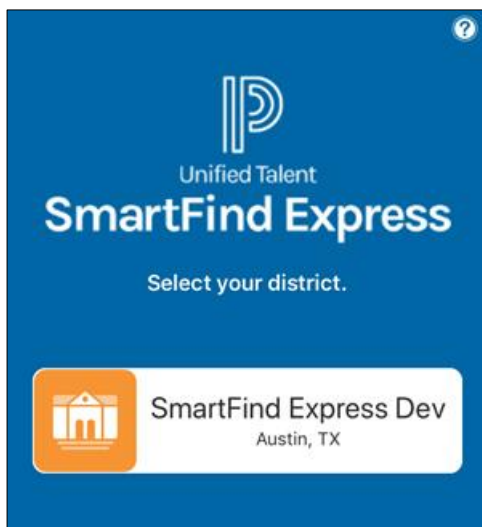 ?
Unified Talent
SmartFind Express
Select your district.
SmartFind Express Dev
Austin, TX